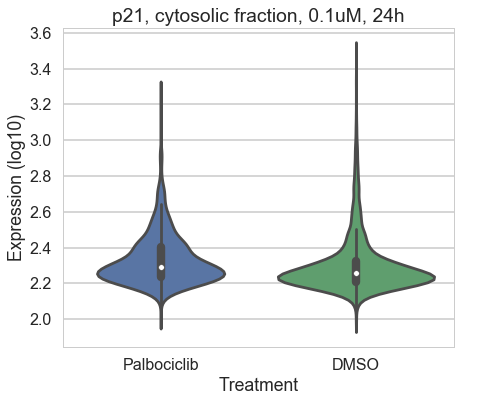 p21, cytosolic fraction, 0.1uM, 24h
3.6
3.4
3.2
3.0
2.8
2.6
2.4
2.2
2.0
Expression (log10)
Palbociclib DMSO
Treatment